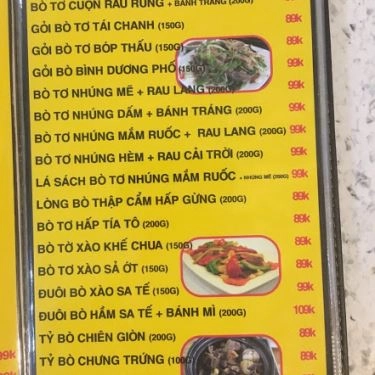 BÒ TƠ CUỘN RAU RỪNG + BÁNH TRÁNG (200G) 89k
GỎI BÒ TƠ TÁI CHANH (150G) 89k
GỎI BÒ TƠ BÓP THẤU (150G) 89k
GỎI BÒ BÌNH DƯƠNG PHỐ (150G) 89k
BÒ TƠ NHÚNG MẼ + RAU LANG (200G) 99k
BÒ TƠ NHÚNG DẤM + BÁNH TRÁNG (200G) 99k
BÒ TƠ NHÚNG MẮM RUỐC + RAU LANG (200G) 99k
BÒ TƠ NHÚNG HÈM + RAU CẢI TRỜI (200G) 99k
LÁ SÁCH BÒ TƠ NHÚNG MẮM RUỐC + NHÚNG MẼ (200G) 99k
LÒNG BÒ THẬP CẨM HẤP GỪNG (200G) 89k
BÒ TƠ HẤP TÍA TÔ (200G) 89k
BÒ TỜ XÀO KHẾ CHUA (150G) 89k
BÒ TƠ XÀO SẢ ỚT (150G) 89k
ĐUÔI BÒ XÀO SA TẾ (150G) 99k
ĐUÔI BÒ HẦM SA TẾ + BÁNH MÌ (200G) 109k
TỶ BÒ CHIÊN GIÒN (200G) 89k
TỶ BÒ CHƯNG TRỨNG (100G) 89k
99k